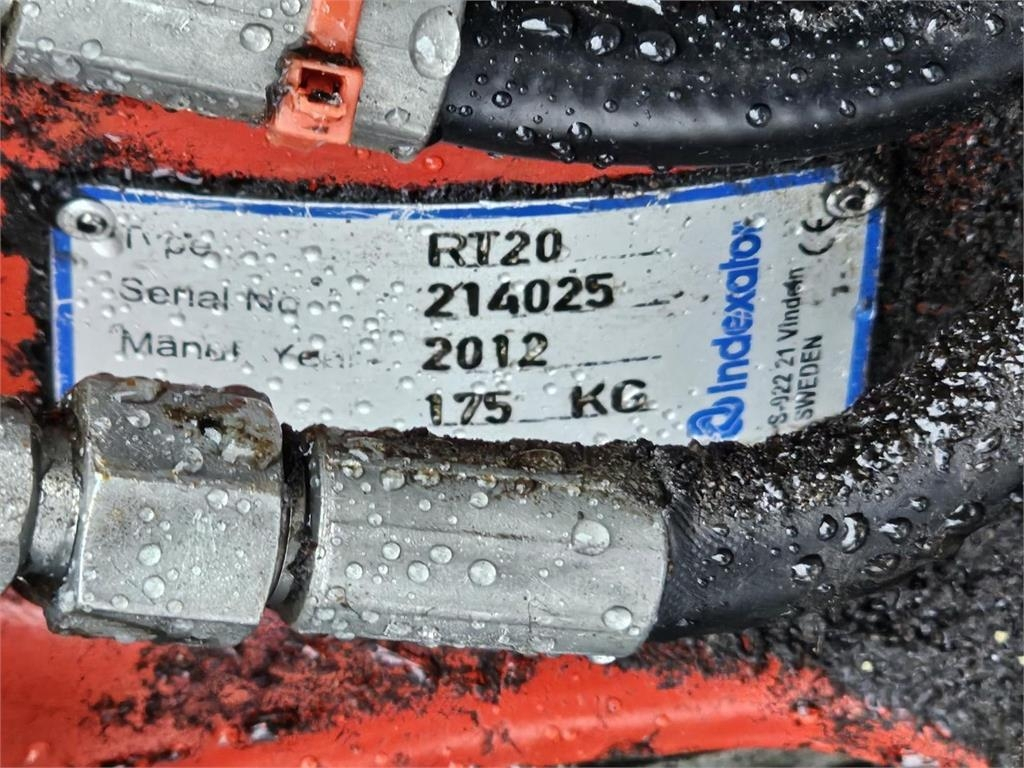 Type RT20
Serial No 214025
Manuf. Year 2012
175 KG
Indexator
S-922 21 Vindeln
SWEDEN
CE